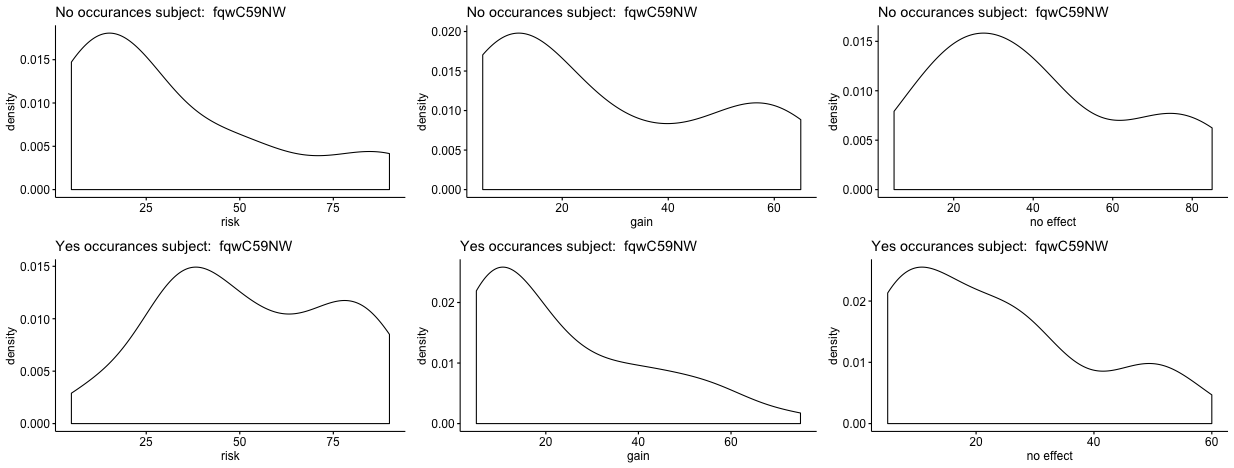 No occurances subject:  fqwC59NW
density
0.015
0.010
0.005
0.000
25 50 75
risk
No occurances subject:  fqwC59NW
density
0.020
0.015
0.010
0.005
0.000
20 40 60
gain
No occurances subject:  fqwC59NW
density
0.015
0.010
0.005
0.000
20 40 60 80
no effect
Yes occurances subject:  fqwC59NW
density
0.015
0.010
0.005
0.000
25 50 75
risk
Yes occurances subject:  fqwC59NW
density
0.02
0.01
0.00
20 40 60
gain
Yes occurances subject:  fqwC59NW
density
0.02
0.01
0.00
20 40 60
no effect